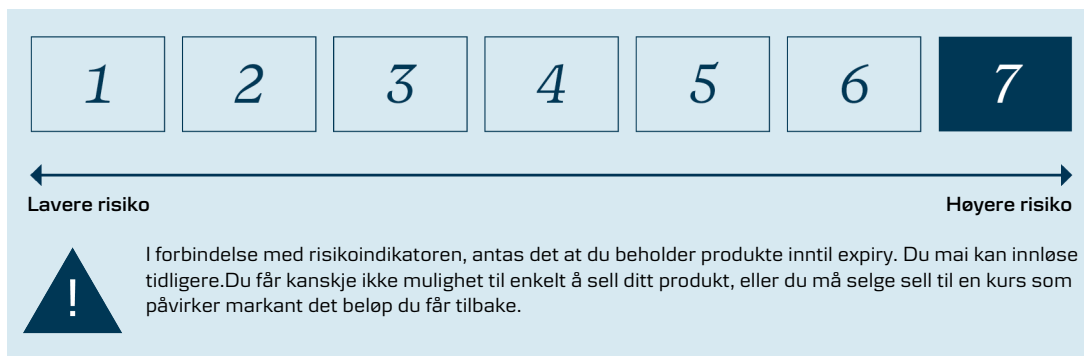 1 2 3 4 5 6 7
Lavere risiko Høyere risiko
! I forbindelse med risikoindikatoren, antas det at du beholder produkte inntil expiry. Du mai kan innløse
tidligere.Du får kanskje ikke mulighet til enkelt å sell ditt produkt, eller du må selge sell til en kurs som
påvirker markant det beløp du får tilbake.